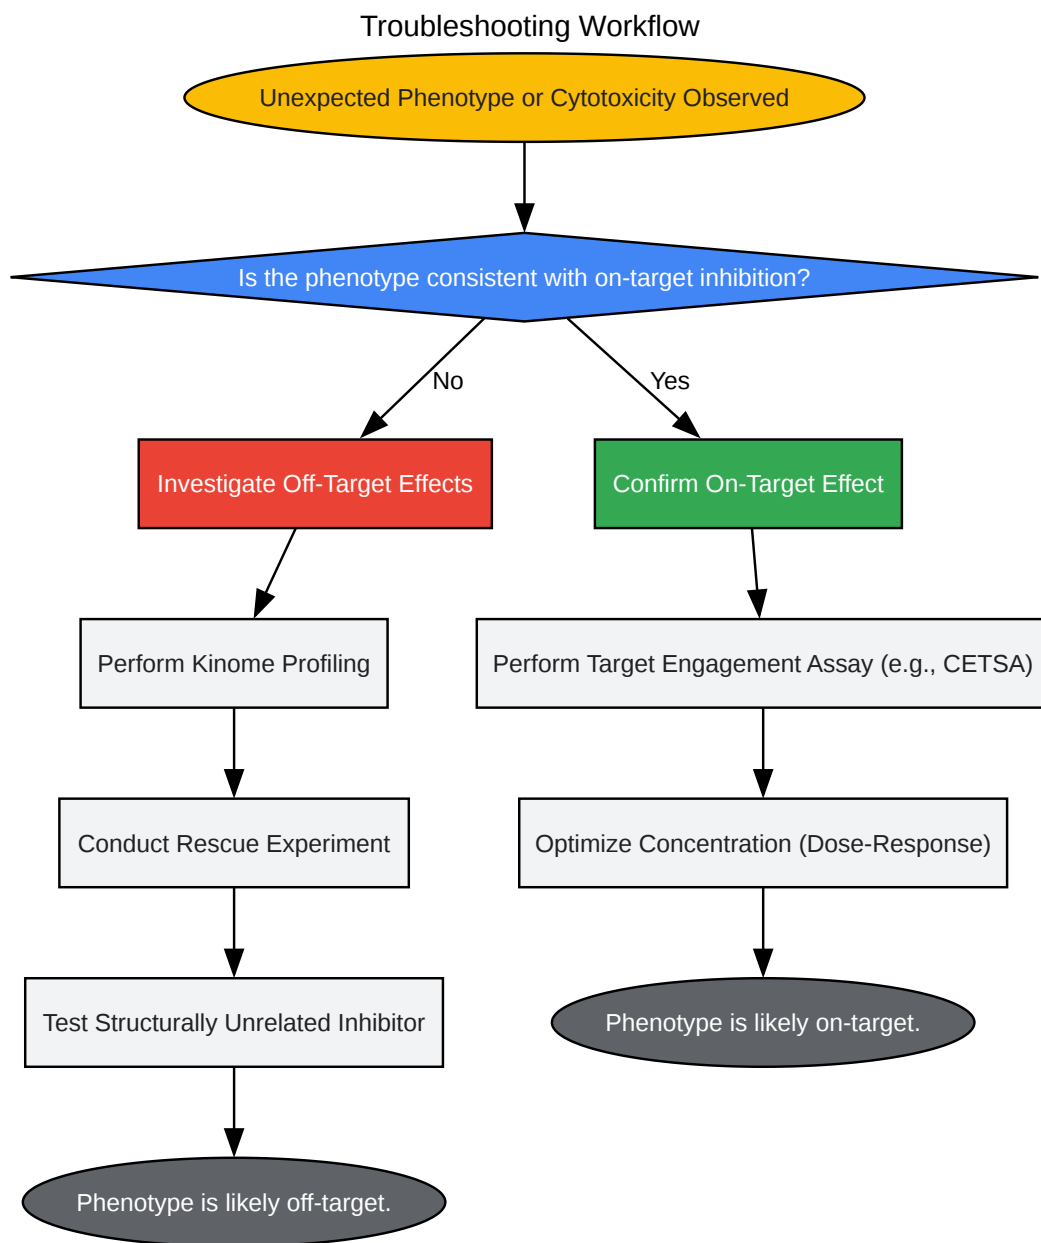 Troubleshooting Workflow
Unexpected Phenotype or Cytotoxicity Observed
Is the phenotype consistent with on-target inhibition?
No
Yes
Investigate Off-Target Effects
Confirm On-Target Effect
Perform Kinome Profiling
Perform Target Engagement Assay (e.g., CETSA)
Conduct Rescue Experiment
Optimize Concentration (Dose-Response)
Test Structurally Unrelated Inhibitor
Phenotype is likely on-target.
Phenotype is likely off-target.